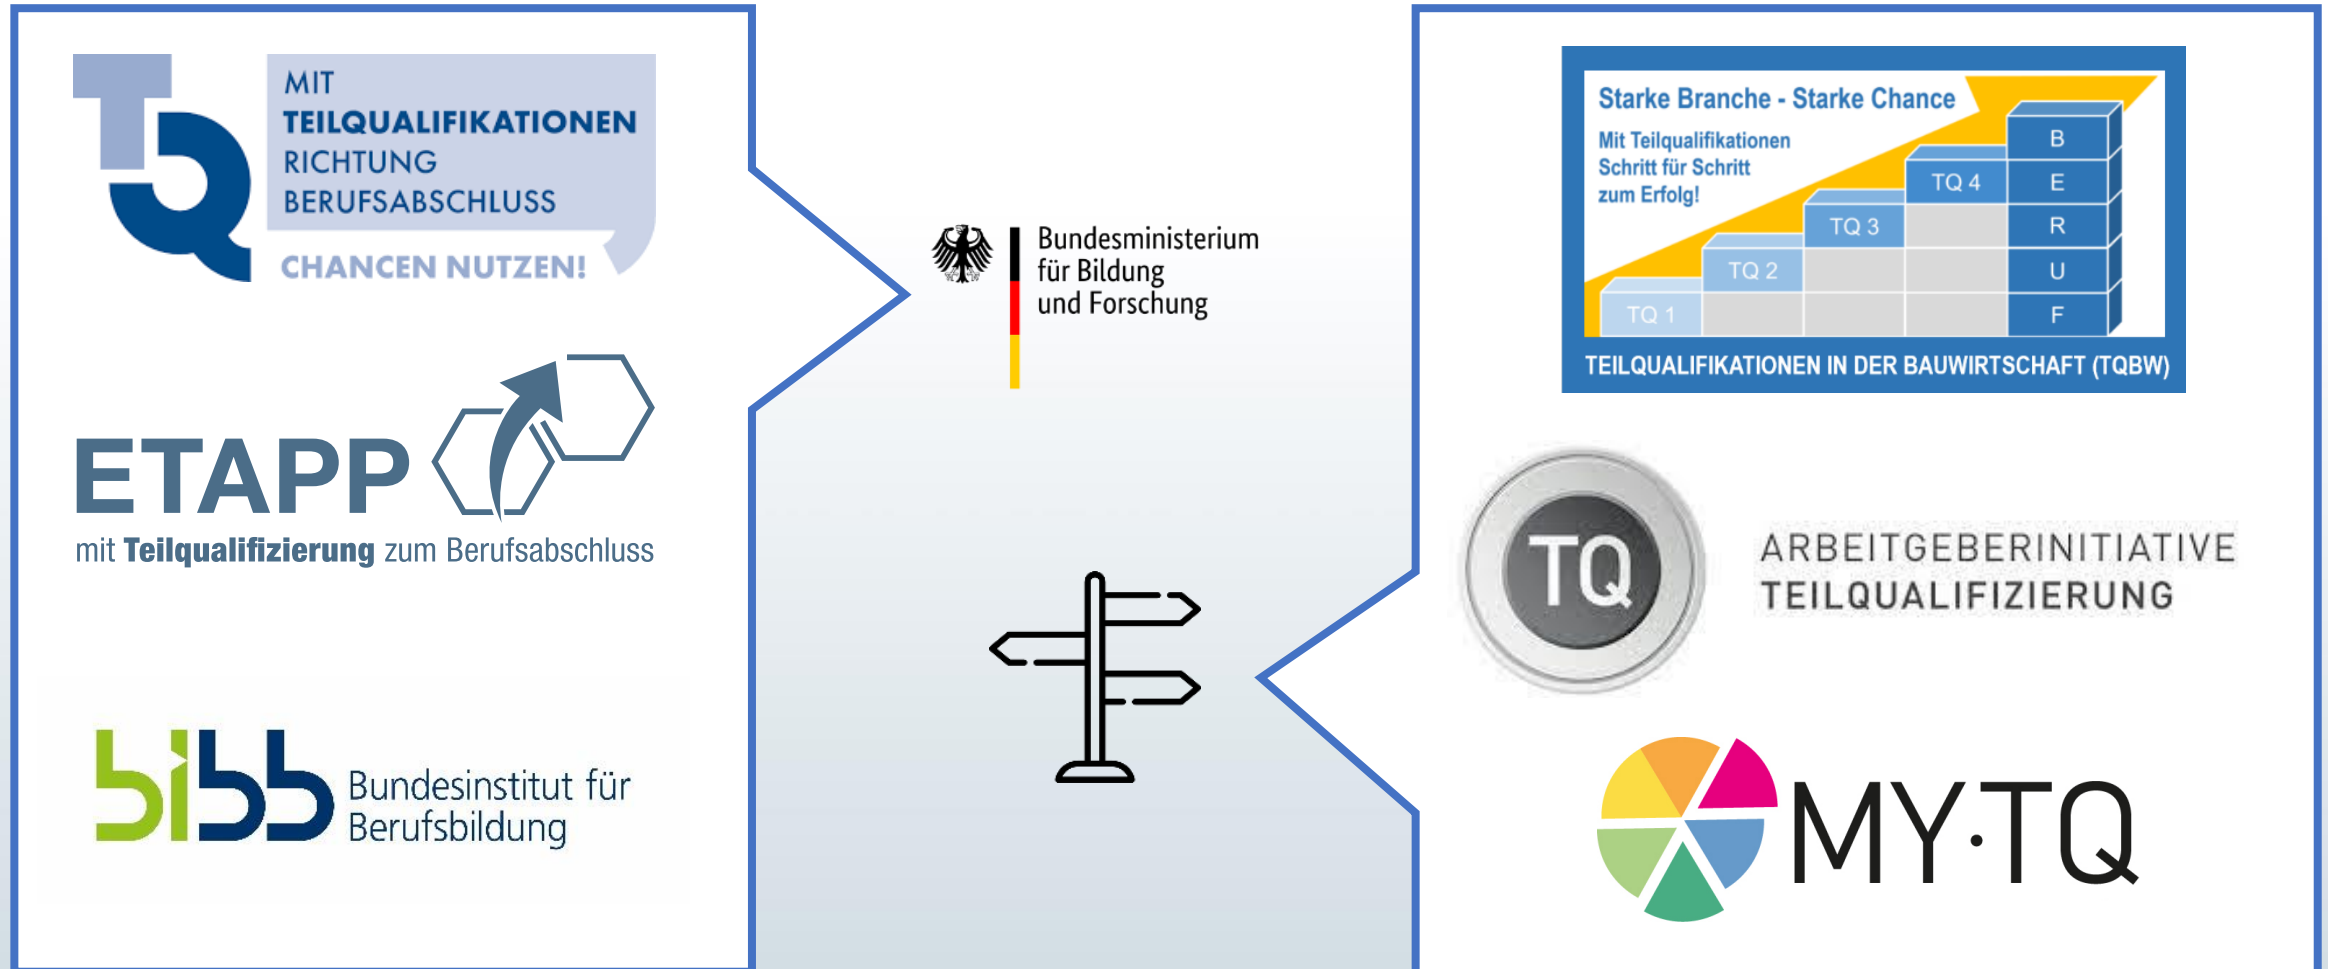 TQ
MIT
TEILQUALIFIKATIONEN
RICHTUNG
BERUFSABSCHLUSS
CHANCEN NUTZEN!
ETAPP
mit Teilqualifizierung zum Berufsabschluss
bibb
Bundesinstitut für
Berufsbildung
Bundesministerium
für Bildung
und Forschung
Starke Branche - Starke Chance
Mit Teilqualifikationen
Schritt für Schritt
zum Erfolg!
TQ 1
TQ 2
TQ 3
TQ 4
B
E
R
U
F
TEILQUALIFIKATIONEN IN DER BAUWIRTSCHAFT (TQBW)
TQ
ARBEITGEBERINITIATIVE
TEILQUALIFIZIERUNG
MY·TQ